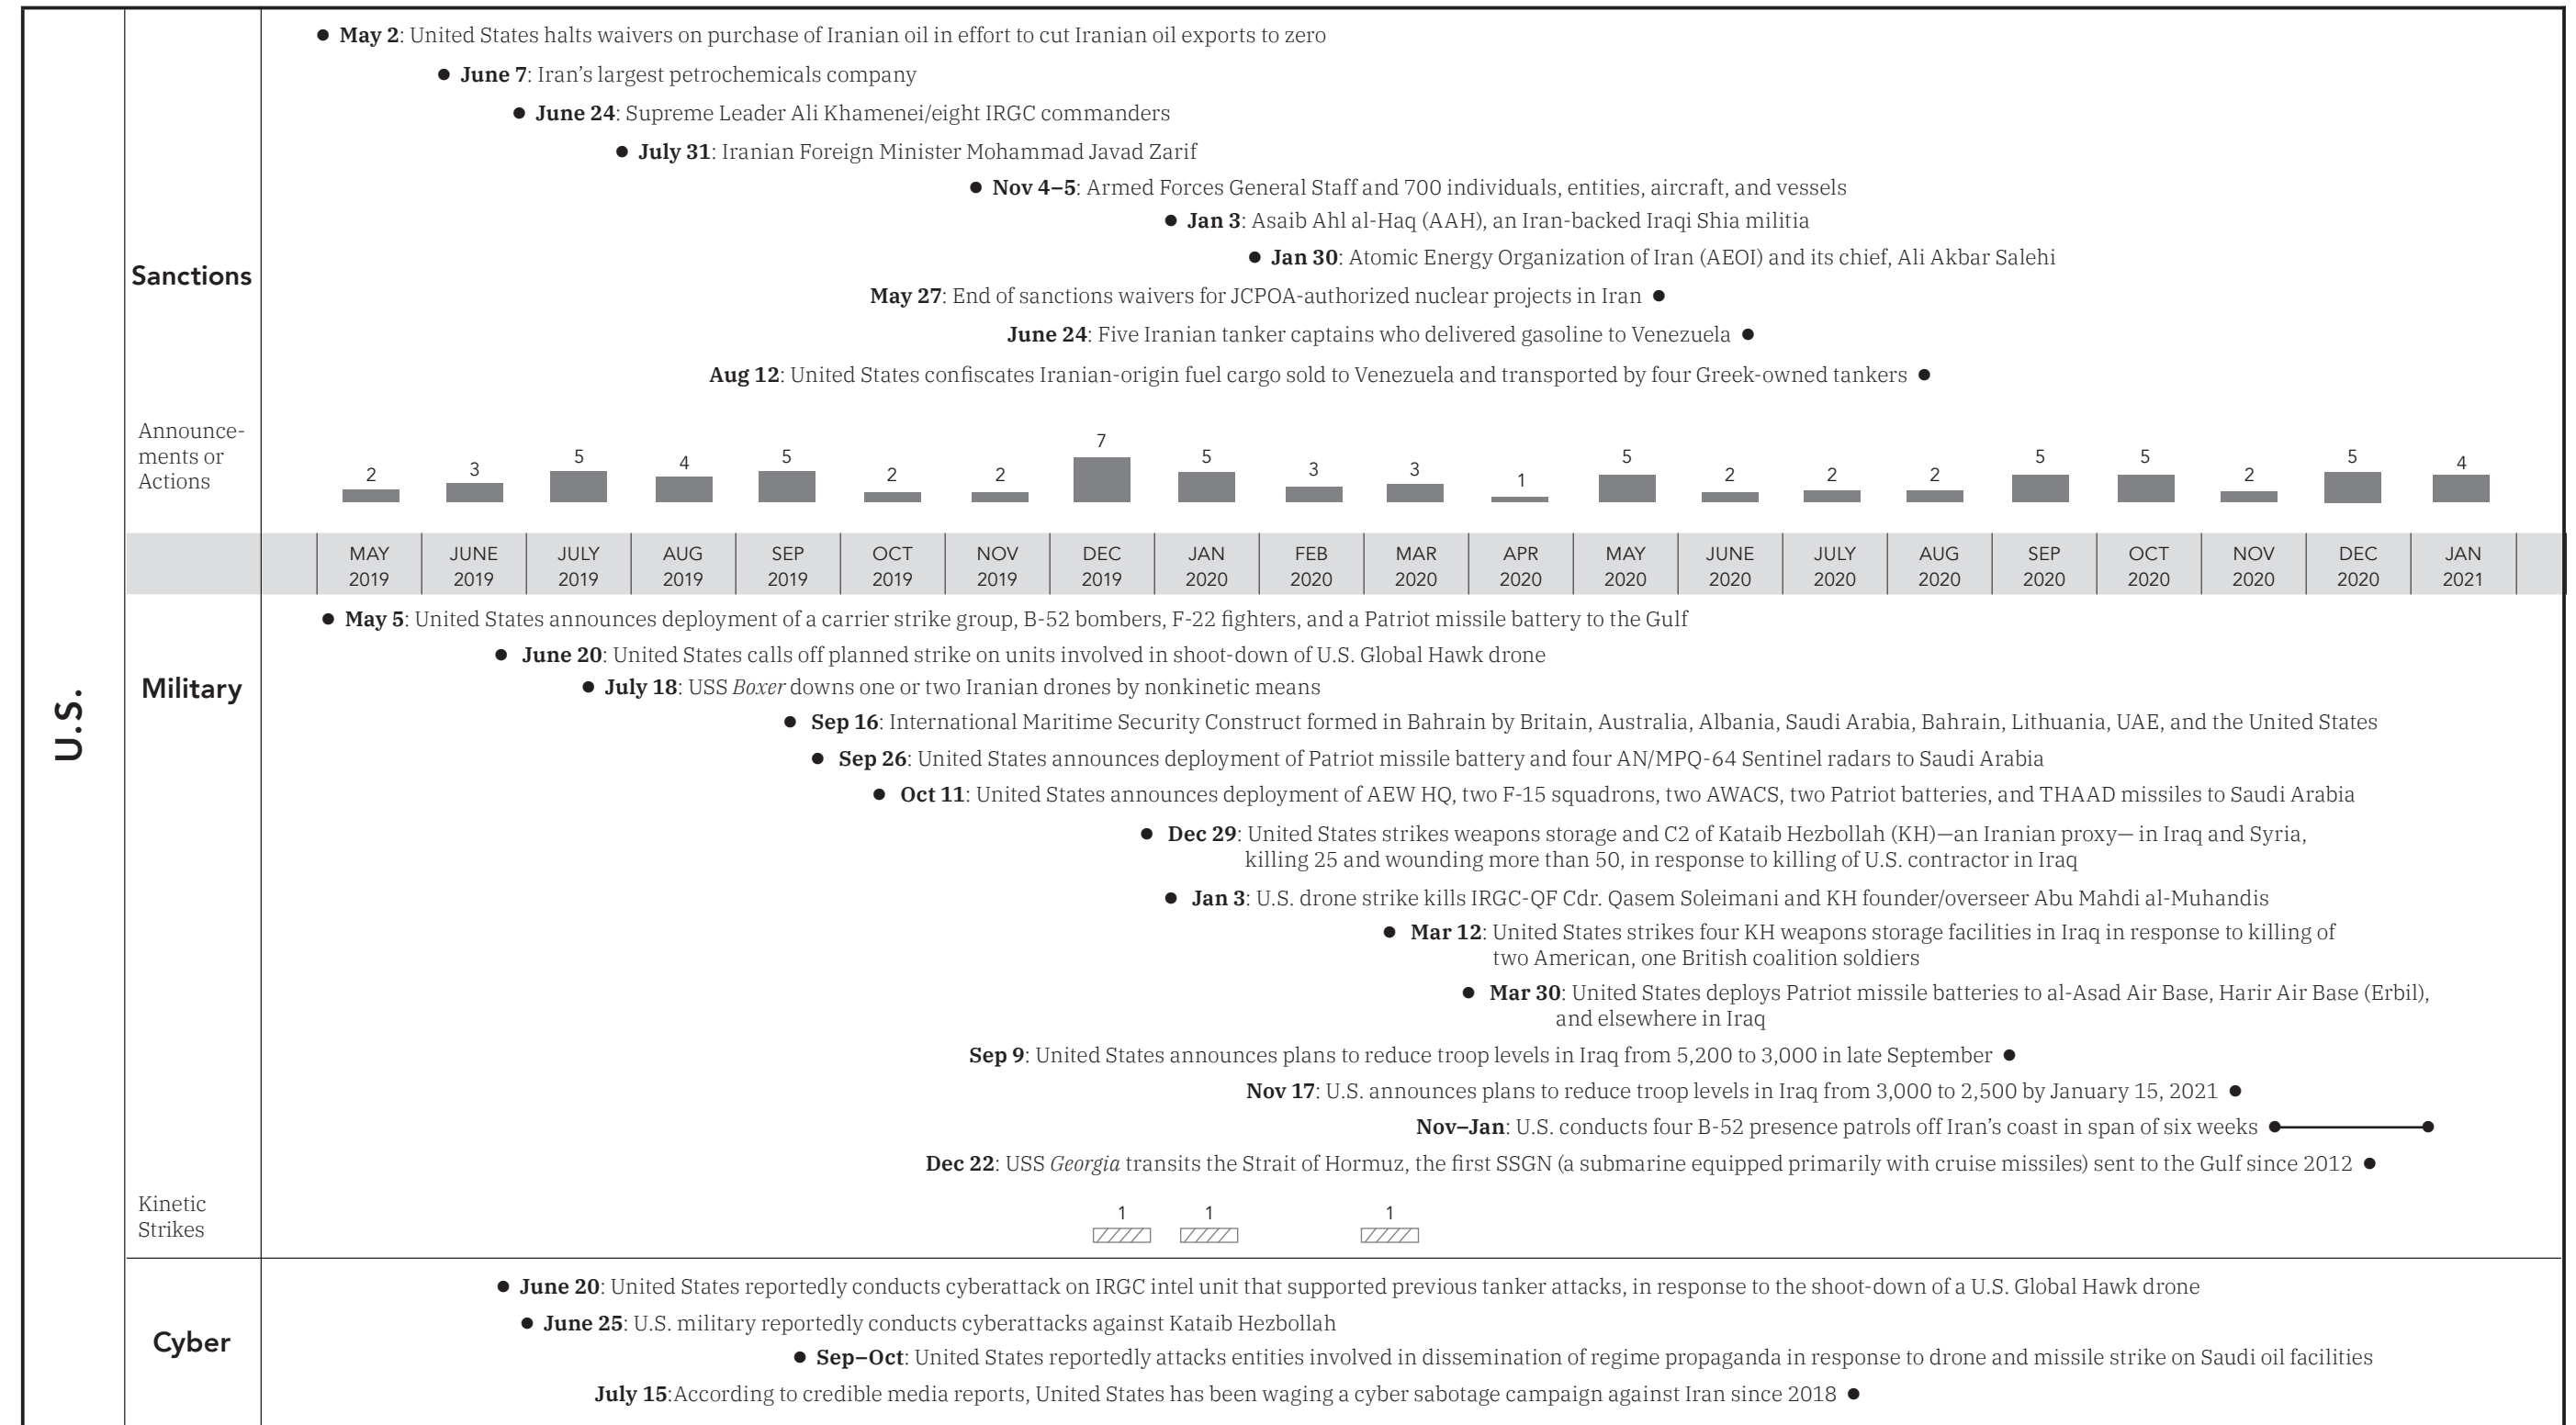 May 2: United States halts waivers on purchase of Iranian oil in effort to cut Iranian oil exports to zero
June 7: Iran’s largest petrochemicals company
June 24: Supreme Leader Ali Khamenei/eight IRGC commanders
July 31: Iranian Foreign Minister Mohammad Javad Zarif
Nov 4–5: Armed Forces General Staff and 700 individuals, entities, aircraft, and vessels
Jan 3: Asaib Ahl al-Haq (AAH), an Iran-backed Iraqi Shia militia
Jan 30: Atomic Energy Organization of Iran (AEOI) and its chief, Ali Akbar Salehi
Sanctions
May 27: End of sanctions waivers for JCPOA-authorized nuclear projects in Iran
June 24: Five Iranian tanker captains who delivered gasoline to Venezuela
Aug 12: United States confiscates Iranian-origin fuel cargo sold to Venezuela and transported by four Greek-owned tankers
Announce-
ments or
Actions
2 3 5 4 5 2 2 7 5 3 3 1 5 2 2 2 5 5 2 5 4
MAY JUNE JULY AUG SEP OCT NOV DEC JAN FEB MAR APR MAY JUNE JULY AUG SEP OCT NOV DEC JAN
2019 2019 2019 2019 2019 2019 2019 2019 2020 2020 2020 2020 2020 2020 2020 2020 2020 2020 2020 2020 2021
U.S.
Military
May 5: United States announces deployment of a carrier strike group, B-52 bombers, F-22 fighters, and a Patriot missile battery to the Gulf
June 20: United States calls off planned strike on units involved in shoot-down of U.S. Global Hawk drone
July 18: USS Boxer downs one or two Iranian drones by nonkinetic means
Sep 16: International Maritime Security Construct formed in Bahrain by Britain, Australia, Albania, Saudi Arabia, Bahrain, Lithuania, UAE, and the United States
Sep 26: United States announces deployment of Patriot missile battery and four AN/MPQ-64 Sentinel radars to Saudi Arabia
Oct 11: United States announces deployment of AEW HQ, two F-15 squadrons, two AWACS, two Patriot batteries, and THAAD missiles to Saudi Arabia
Dec 29: United States strikes weapons storage and C2 of Kataib Hezbollah (KH)—an Iranian proxy— in Iraq and Syria,
killing 25 and wounding more than 50, in response to killing of U.S. contractor in Iraq
Jan 3: U.S. drone strike kills IRGC-QF Cdr. Qasem Soleimani and KH founder/overseer Abu Mahdi al-Muhandis
Mar 12: United States strikes four KH weapons storage facilities in Iraq in response to killing of
two American, one British coalition soldiers
Mar 30: United States deploys Patriot missile batteries to al-Asad Air Base, Harir Air Base (Erbil),
and elsewhere in Iraq
Sep 9: United States announces plans to reduce troop levels in Iraq from 5,200 to 3,000 in late September
Nov 17: U.S. announces plans to reduce troop levels in Iraq from 3,000 to 2,500 by January 15, 2021
Nov–Jan: U.S. conducts four B-52 presence patrols off Iran’s coast in span of six weeks
Dec 22: USS Georgia transits the Strait of Hormuz, the first SSGN (a submarine equipped primarily with cruise missiles) sent to the Gulf since 2012
Kinetic
Strikes
1 1 1
Cyber
June 20: United States reportedly conducts cyberattack on IRGC intel unit that supported previous tanker attacks, in response to the shoot-down of a U.S. Global Hawk drone
June 25: U.S. military reportedly conducts cyberattacks against Kataib Hezbollah
Sep–Oct: United States reportedly attacks entities involved in dissemination of regime propaganda in response to drone and missile strike on Saudi oil facilities
July 15:According to credible media reports, United States has been waging a cyber sabotage campaign against Iran since 2018